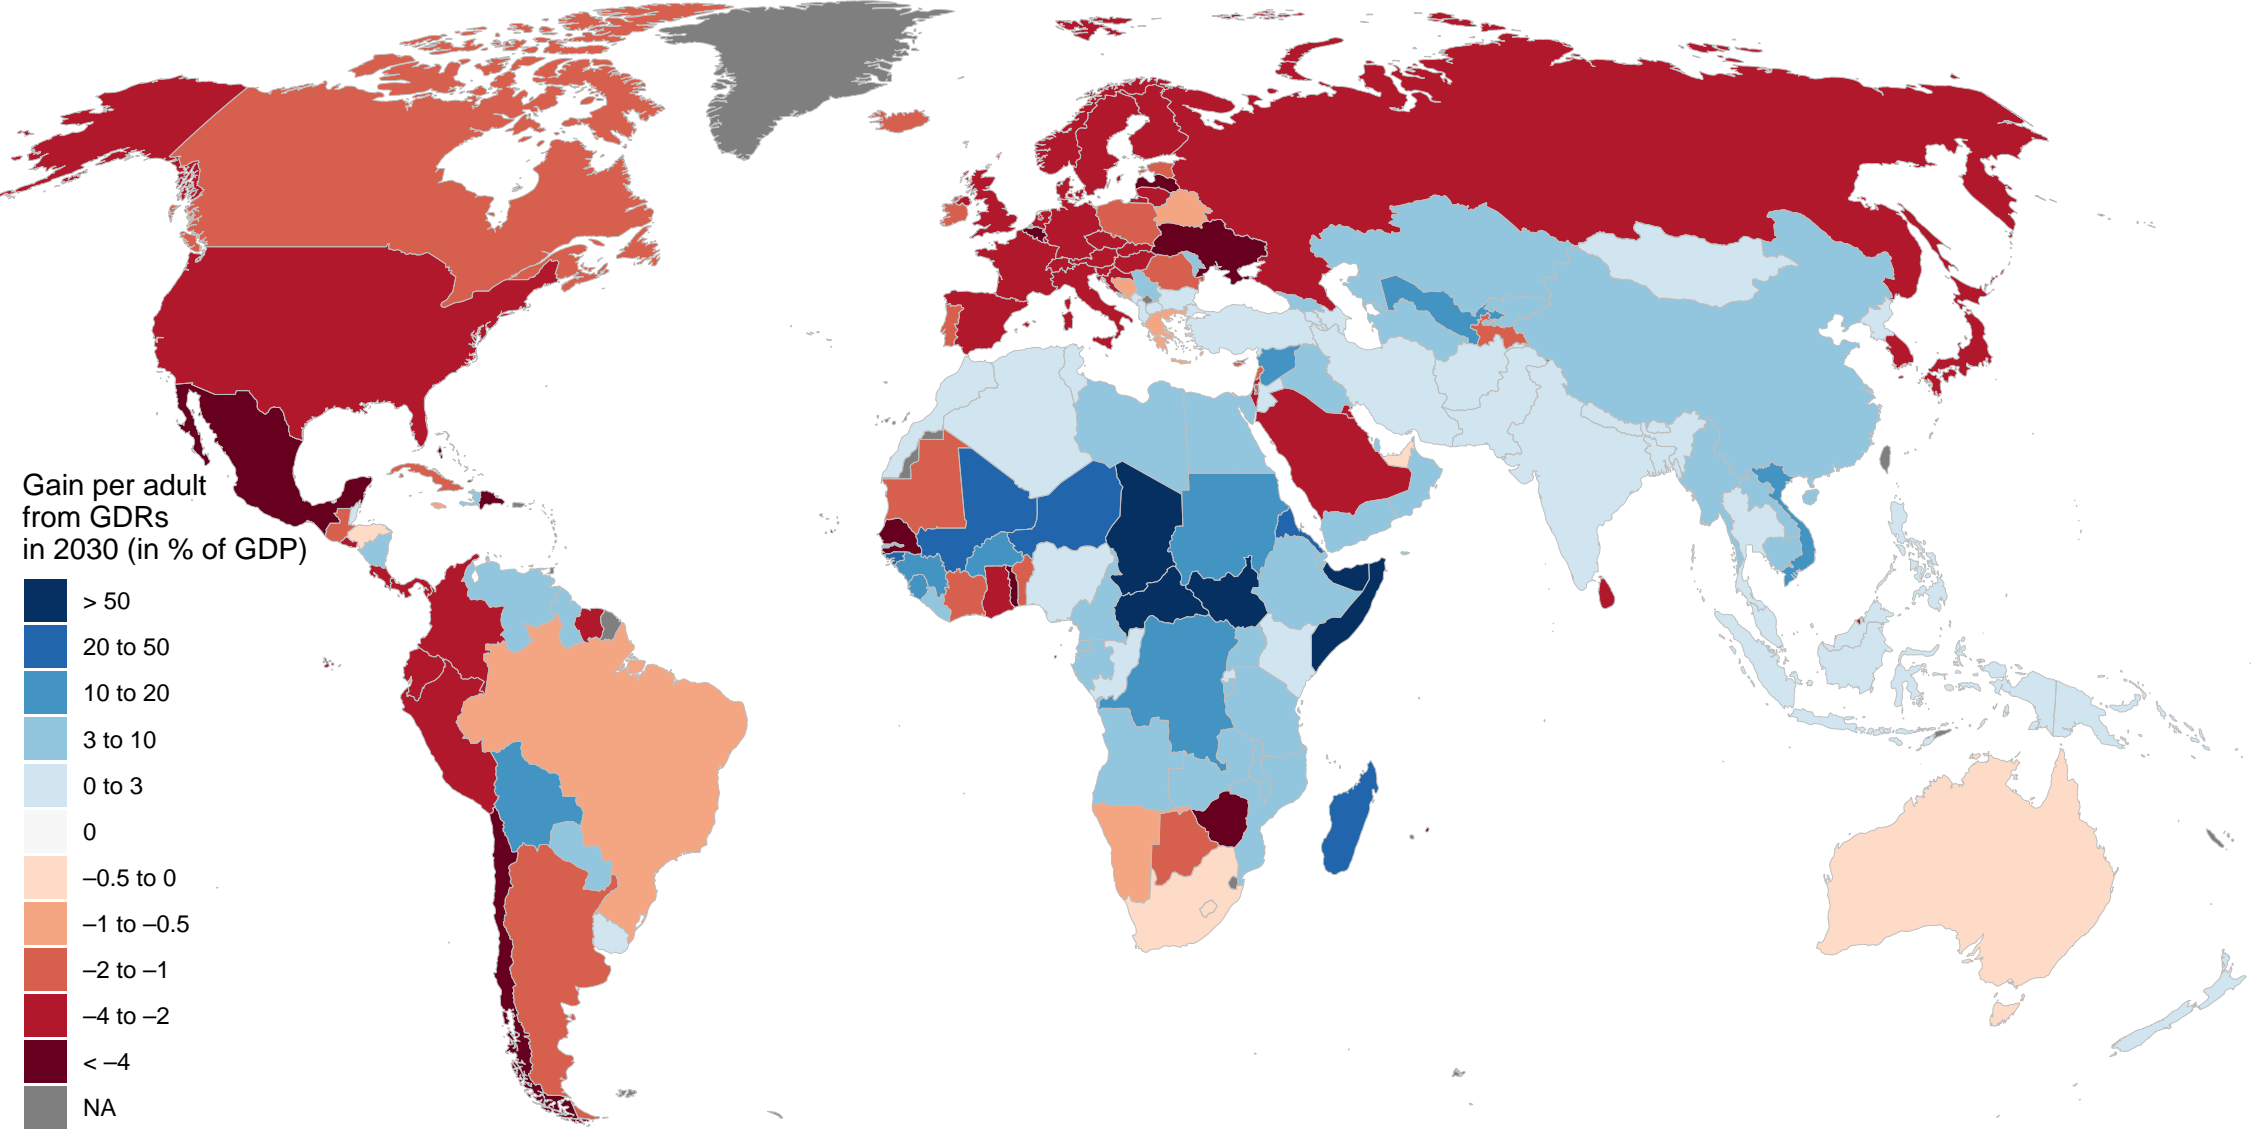 Gain per adult
from GDRs
in 2030 (in % of GDP)
> 50
20 to 50
10 to 20
3 to 10
0 to 3
0
–0.5 to 0
–1 to –0.5
–2 to –1
–4 to –2
< –4
NA